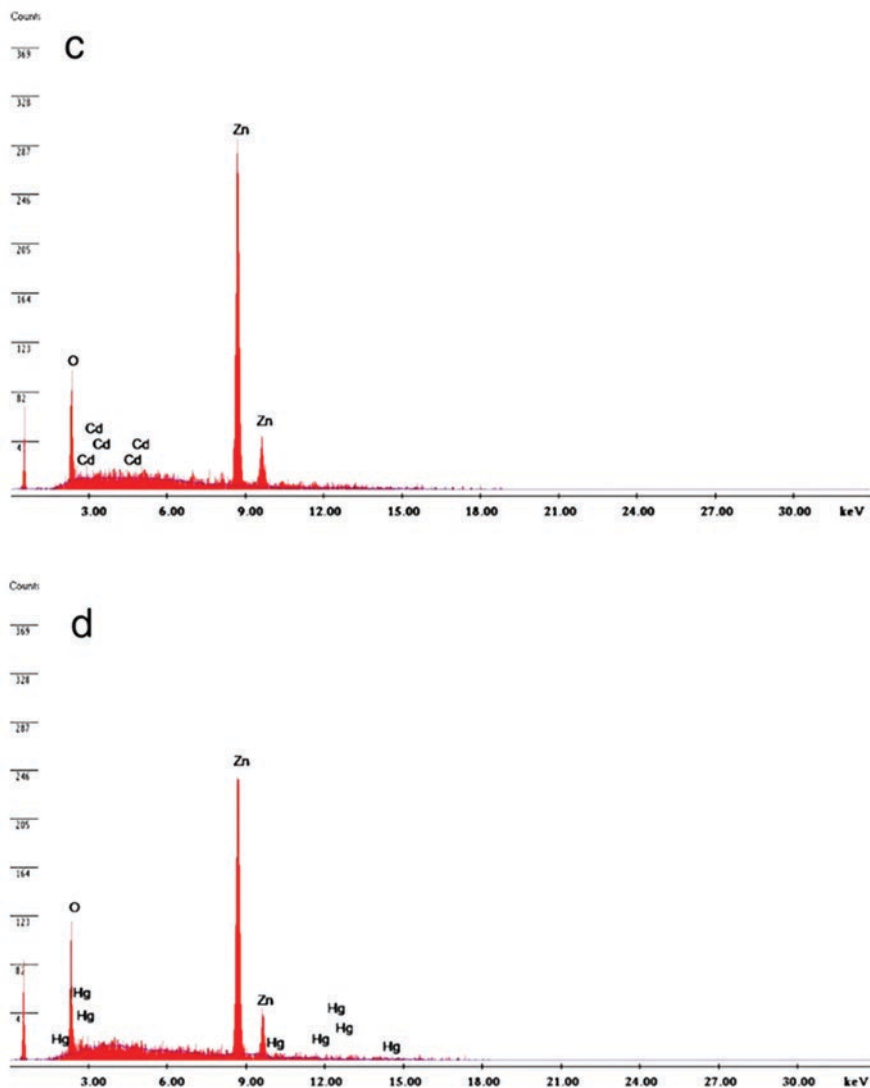 Counts
c
369
328
Zn
287
246
205
164
123
O
82
Cd
Zn
4
Cd Cd
Cd Cd
3.00 6.00 9.00 12.00 15.00 18.00 21.00 24.00 27.00 30.00 keV
Counts
d
369
328
287
Zn
246
205
164
123
O
82
Hg
Zn
Hg
4
Hg
Hg
Hg Hg Hg Hg
3.00 6.00 9.00 12.00 15.00 18.00 21.00 24.00 27.00 30.00 keV